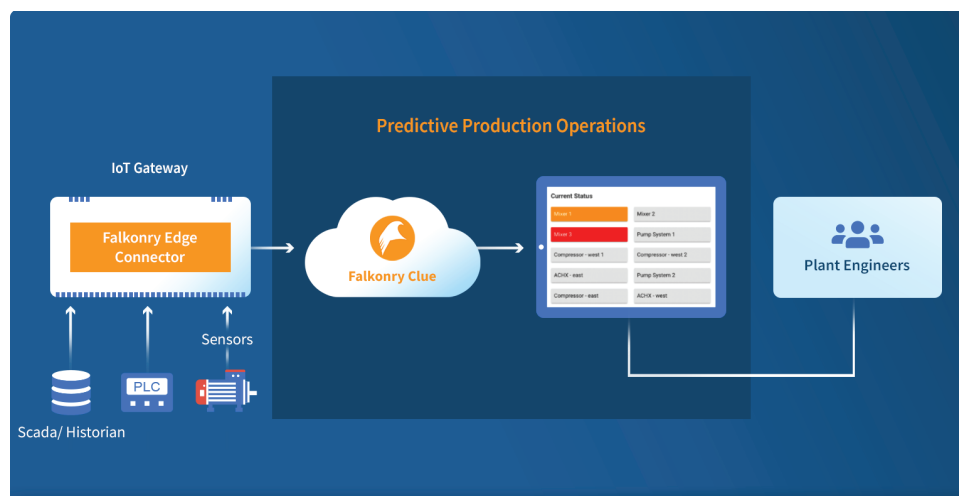 Predictive Production Operations
IoT Gateway
Falkonry Edge
Connector
Falkonry Clue
Current Status
Mixer 1
Mixer 2
Mixer 3
Pump System 1
Compressor - west 1
Compressor - west 2
ACHX - east
Pump System 2
Compressor - east
ACHX - west
Plant Engineers
Sensors
PLC
Scada/ Historian